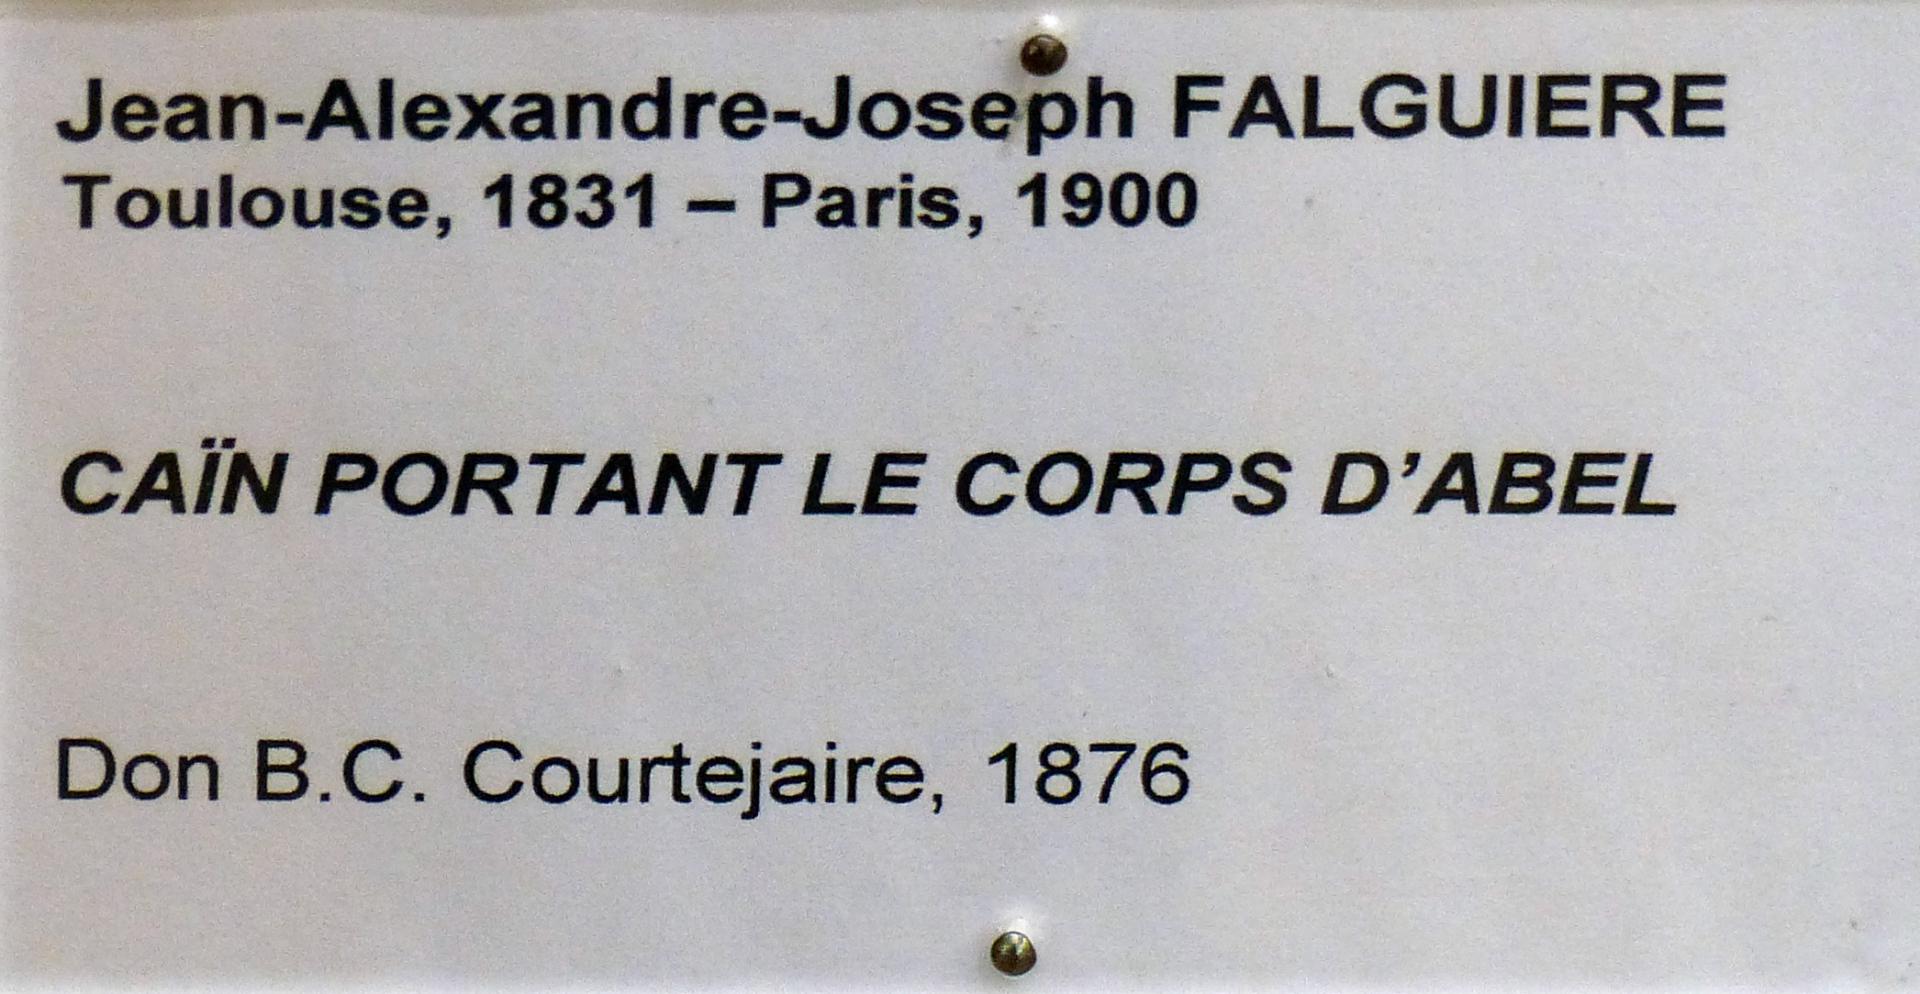 Jean-Alexandre-Joseph FALGUIERE
Toulouse, 1831 – Paris, 1900
CAÏN PORTANT LE CORPS D’ABEL
Don B.C. Courtejaire, 1876